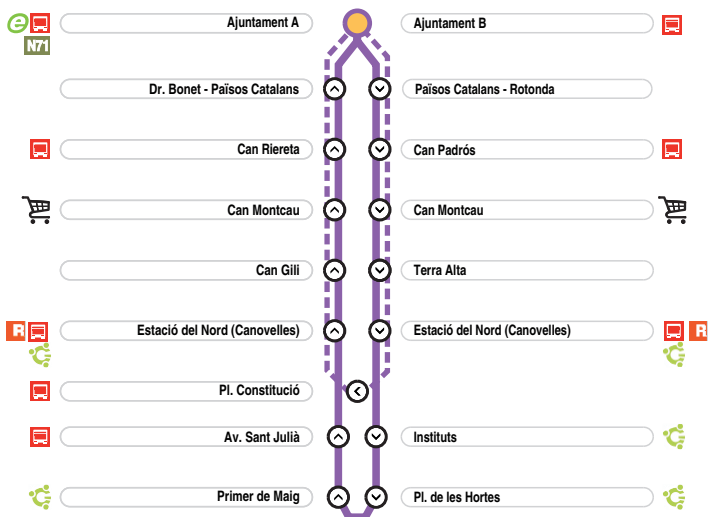 e
Ajuntament A
Ajuntament B
N71
Dr. Bonet - Països Catalans
Països Catalans - Rotonda
Can Riereta
Can Padrós
Can Montcau
Can Montcau
Can Gili
Terra Alta
R
Estació del Nord (Canovelles)
Estació del Nord (Canovelles)
R
Pl. Constitució
Av. Sant Julià
Instituts
Primer de Maig
Pl. de les Hortes